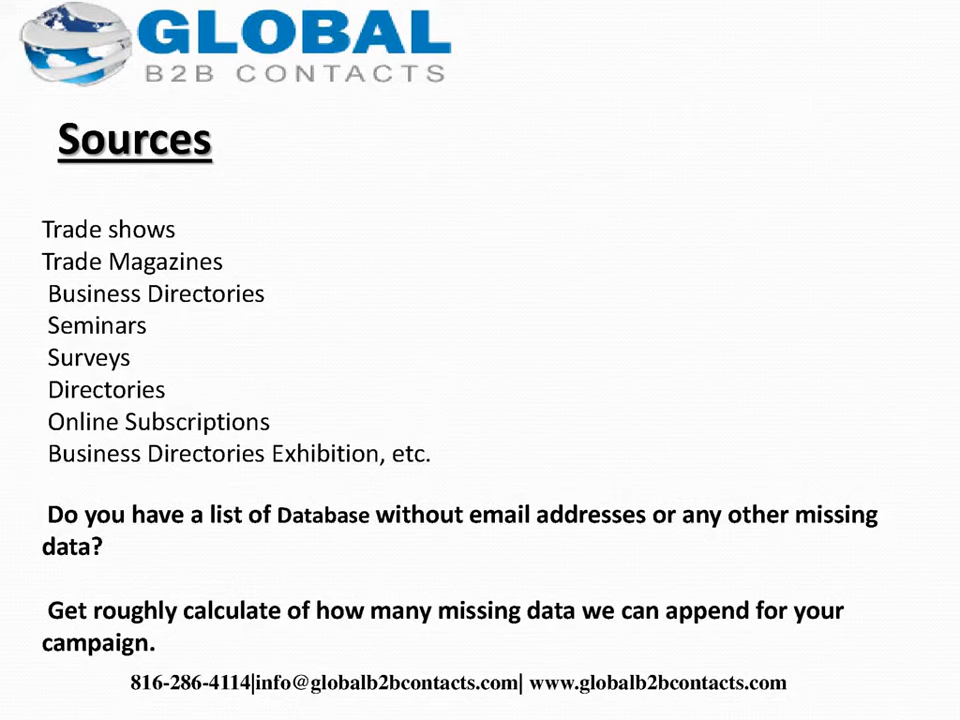 GLOBAL
B2B CONTACTS
Sources
Trade shows
Trade Magazines
Business Directories
Seminars
Surveys
Directories
Online Subscriptions
Business Directories Exhibition, etc.
Do you have a list of Database without email addresses or any other missing
data?
Get roughly calculate of how many missing data we can append for your
campaign.
816-286-4114|info@globalb2bcontacts.com| www.globalb2bcontacts.com